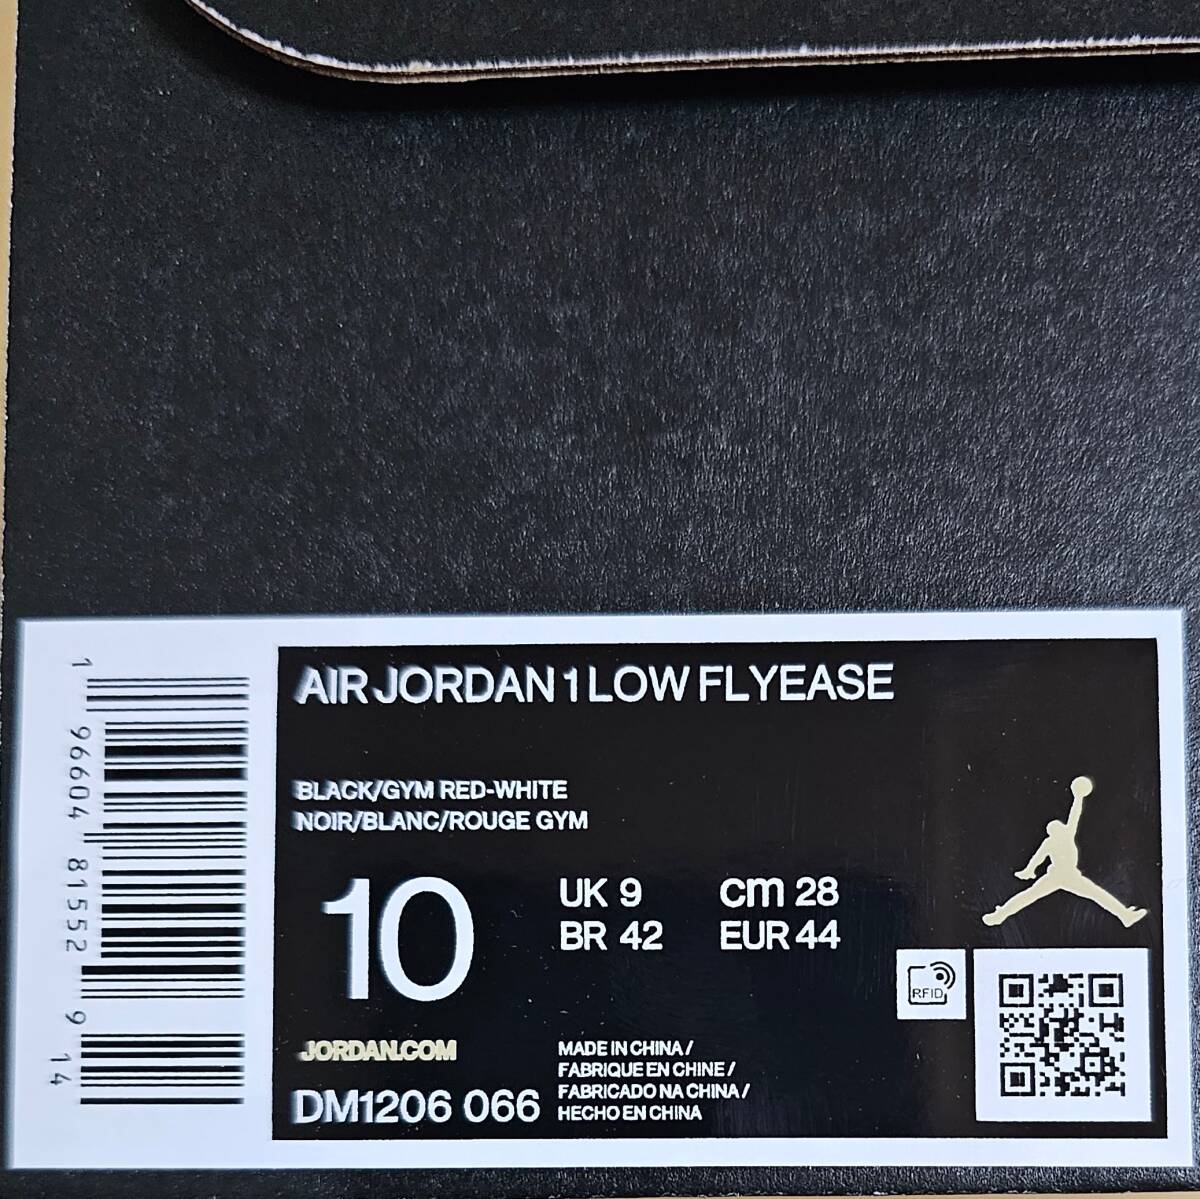 AIR JORDAN 1 LOW FLYEASE
BLACK/GYM RED-WHITE
NOIR/BLANC/ROUGE GYM
10
UK 9 cm 28
BR 42 EUR 44
RFID
JORDAN.COM
DM1206 066
MADE IN CHINA /
FABRIQUE EN CHINE /
FABRICADO NA CHINA /
HECHO EN CHINA
1 96604 81552 9 14